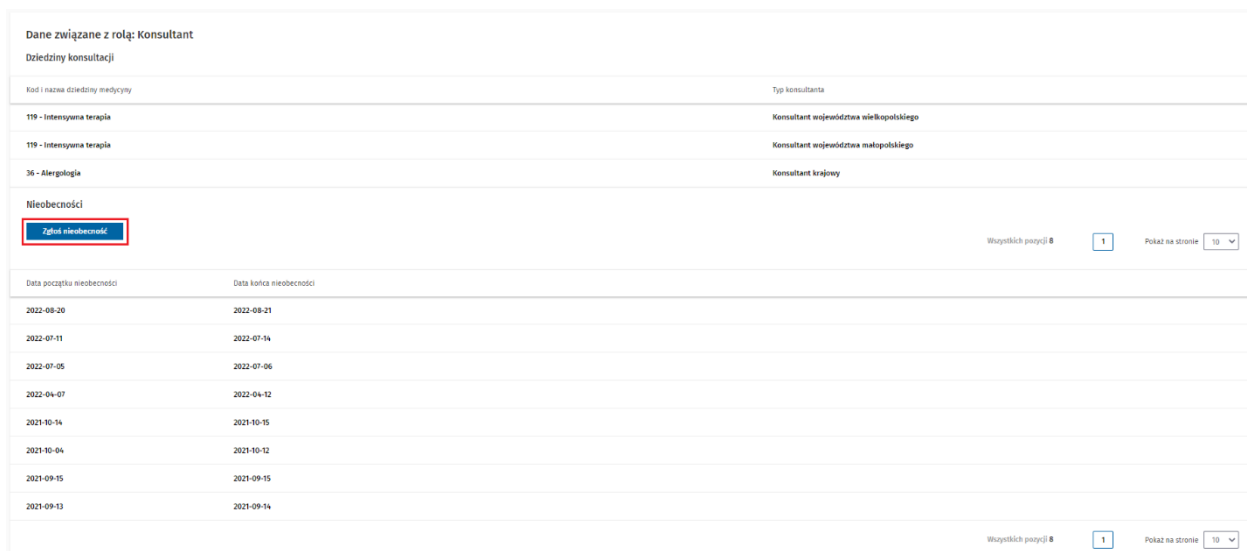 Dane związane z rolą: Konsultant
Dziedziny konsultacji
Kod i nazwa dziedziny medycyny Typ konsultanta
119 - Intensywna terapia Konsultant województwa wielkopolskiego
119 - Intensywna terapia Konsultant województwa małopolskiego
36 - Alergologia Konsultant krajowy
Nieobecności
Zgłoś nieobecność
Wszystkich pozycji 8 1 Pokaż na stronie 10
Data początku nieobecności Data końca nieobecności
2022-08-20 2022-08-21
2022-07-11 2022-07-14
2022-07-05 2022-07-06
2022-04-07 2022-04-12
2021-10-14 2021-10-15
2021-10-04 2021-10-12
2021-09-15 2021-09-15
2021-09-13 2021-09-14
Wszystkich pozycji 8 1 Pokaż na stronie 10